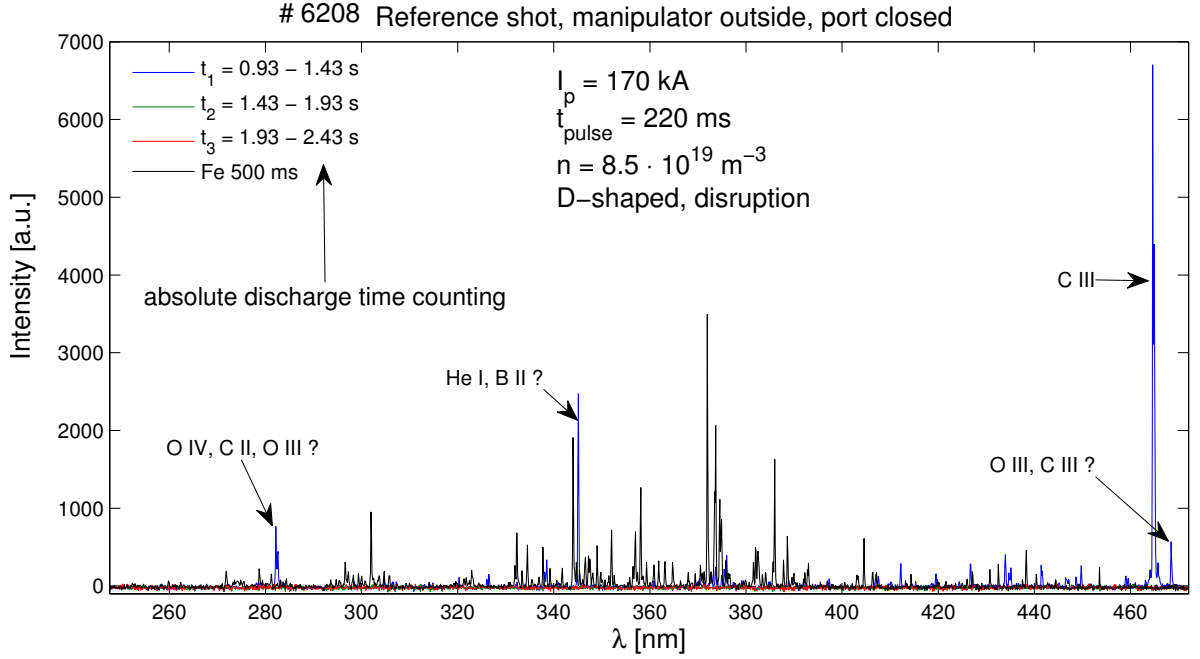 # 6208 Reference shot, manipulator outside, port closed
7000
6000
5000
4000
3000
2000
1000
0
Intensity [a.u.]
t1 = 0.93 − 1.43 s
t2 = 1.43 − 1.93 s
t3 = 1.93 − 2.43 s
Fe 500 ms
absolute discharge time counting
Ip = 170 kA
tpulse = 220 ms
n = 8.5 · 10^19 m^−3
D−shaped, disruption
C III
He I, B II ?
O IV, C II, O III ?
O III, C III ?
260 280 300 320 340 360 380 400 420 440 460
λ [nm]